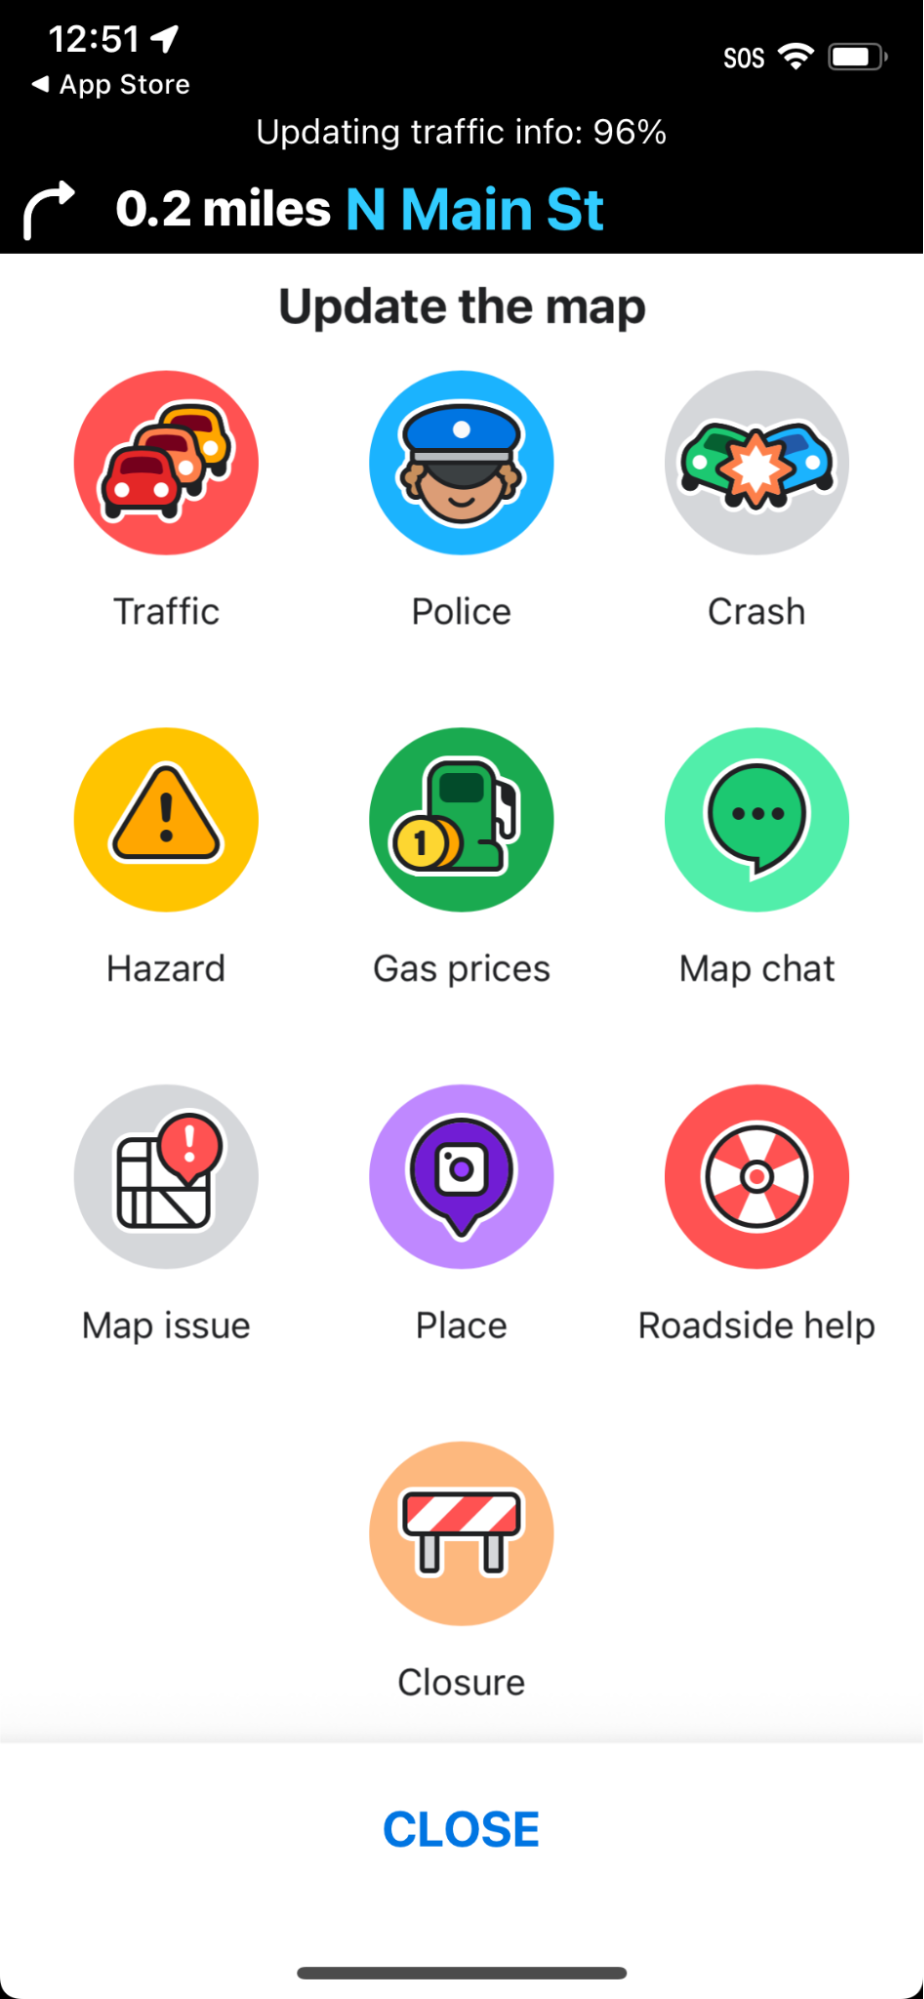 12:51
SOS
App Store
Updating traffic info: 96%
0.2 miles N Main St
Update the map
Traffic
Police
Crash
1
Hazard
Gas prices
Map chat
Map issue
Place
Roadside help
Closure
CLOSE